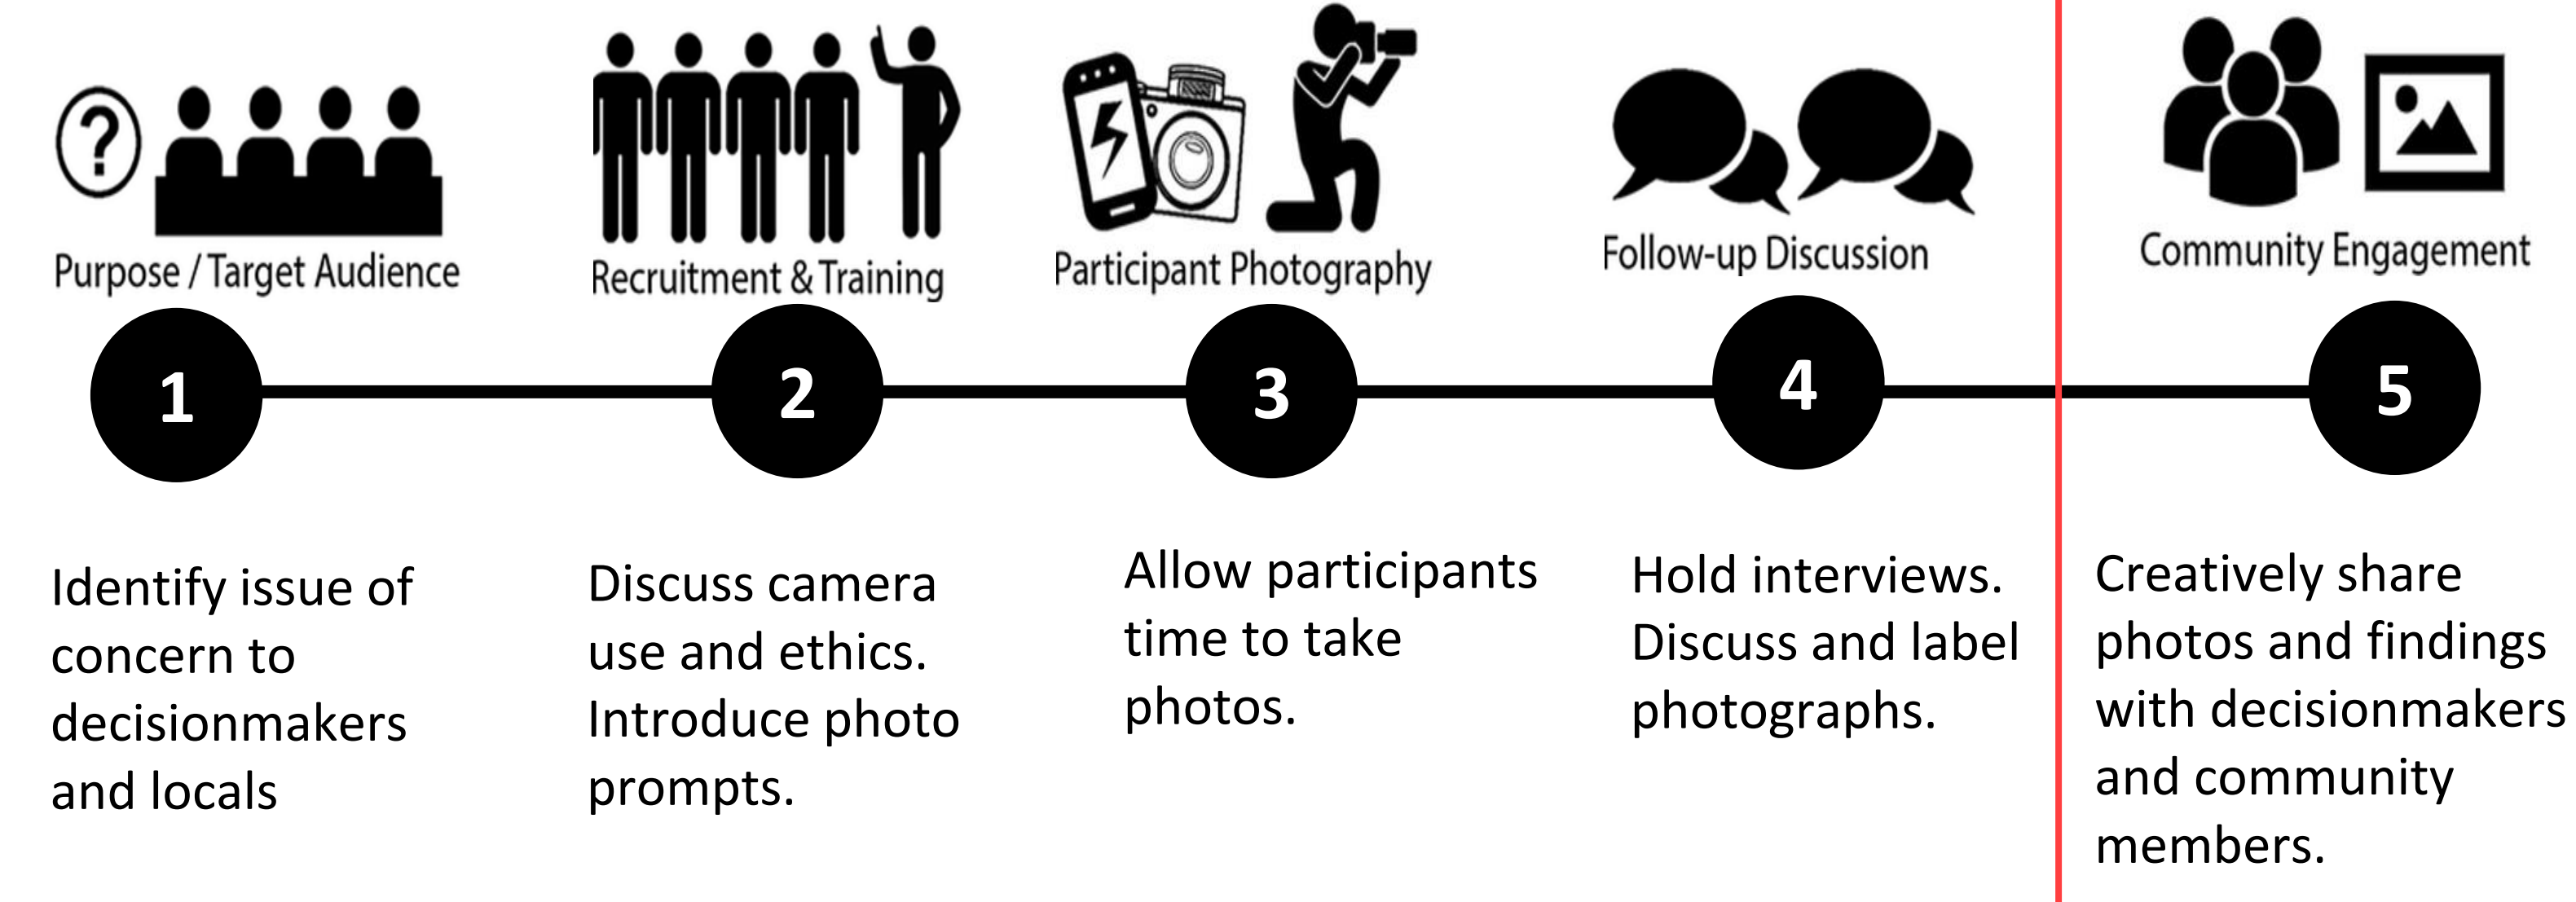 ?
Purpose / Target Audience
Recruitment & Training
Participant Photography
Follow-up Discussion
Community Engagement
1
2
3
4
5
Identify issue of
concern to
decisionmakers
and locals
Discuss camera
use and ethics.
Introduce photo
prompts.
Allow participants
time to take
photos.
Hold interviews.
Discuss and label
photographs.
Creatively share
photos and findings
with decisionmakers
and community
members.